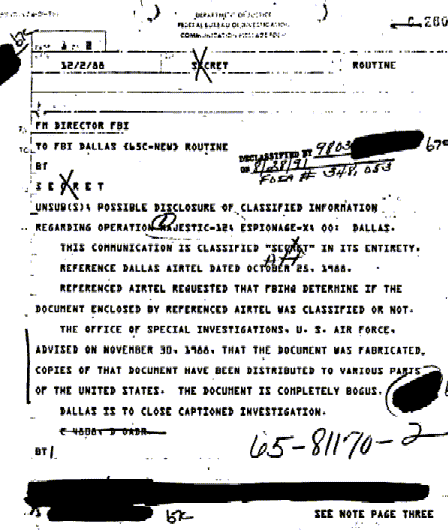 DEPARTMENT OF JUSTICE
FEDERAL BUREAU OF INVESTIGATION
COMMUNICATION MESSAGE FORM
b7c
280
12/2/88 SECRET ROUTINE
FM DIRECTOR FBI
TO FBI DALLAS {65C-NEW} ROUTINE
BT
DECLASSIFIED BY 9803 b7c
ON 8/28/91
FOIA # 348,053
S E C R E T
UNSUB(S); POSSIBLE DISCLOSURE OF CLASSIFIED INFORMATION
REGARDING OPERATION MAJESTIC-12; ESPIONAGE-X; OO: DALLAS.
THIS COMMUNICATION IS CLASSIFIED "SECRET" IN ITS ENTIRETY.
REFERENCE DALLAS AIRTEL DATED OCTOBER 25, 1988.
REFERENCED AIRTEL REQUESTED THAT FBIHQ DETERMINE IF THE
DOCUMENT ENCLOSED BY REFERENCED AIRTEL WAS CLASSIFIED OR NOT.
THE OFFICE OF SPECIAL INVESTIGATIONS, U. S. AIR FORCE,
ADVISED ON NOVEMBER 30, 1988, THAT THE DOCUMENT WAS FABRICATED.
COPIES OF THAT DOCUMENT HAVE BEEN DISTRIBUTED TO VARIOUS PARTS
OF THE UNITED STATES. THE DOCUMENT IS COMPLETELY BOGUS.
DALLAS IS TO CLOSE CAPTIONED INVESTIGATION.
65-81170-2
BT
b7c SEE NOTE PAGE THREE